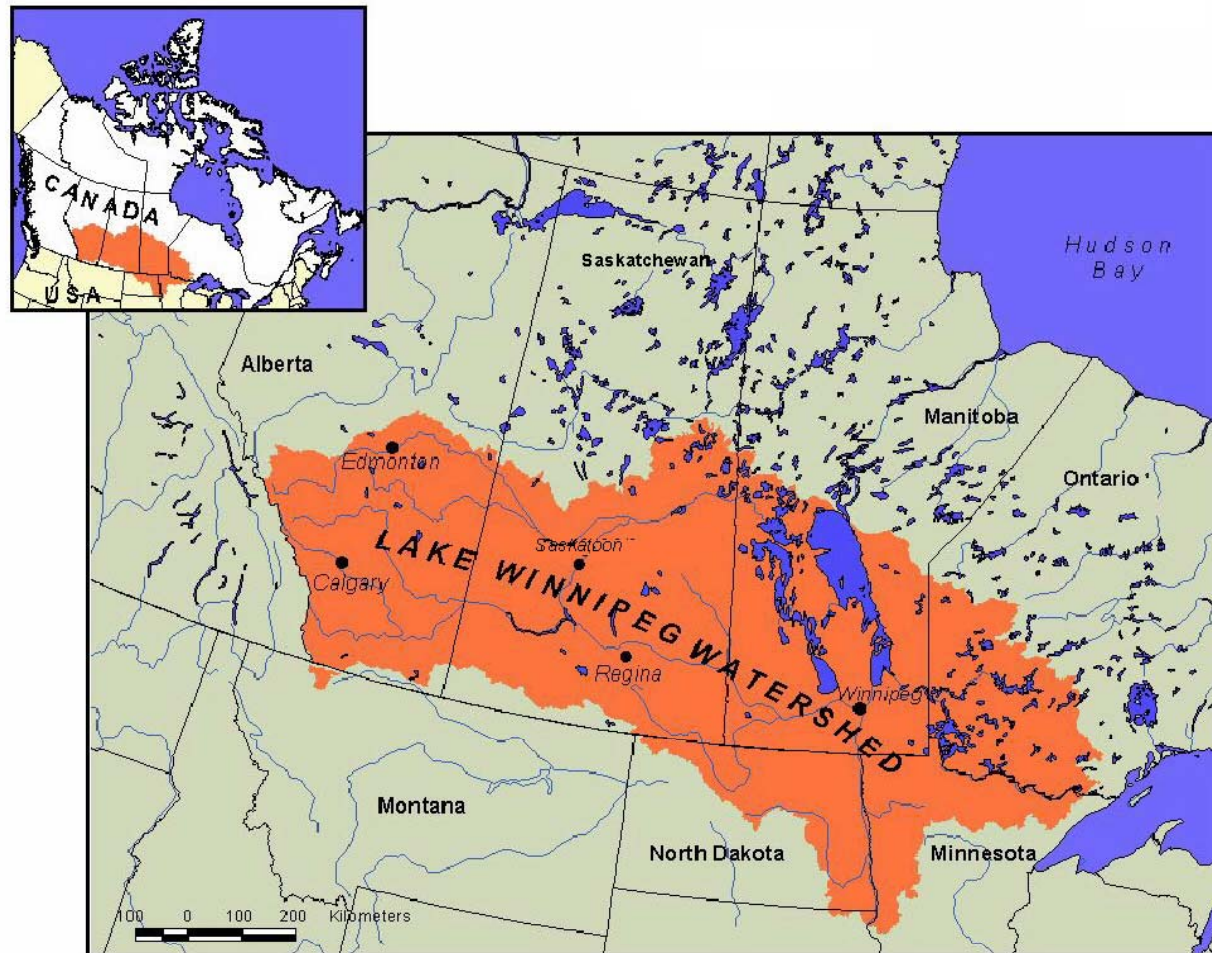 CANADA
USA
Hudson
Bay
Saskatchewan
Alberta
Manitoba
Ontario
Edmonton
Saskatoon
Calgary
LAKE WINNIPEG WATERSHED
Regina
Winnipeg
Montana
North Dakota
Minnesota
100 0 100 200 Kilometers